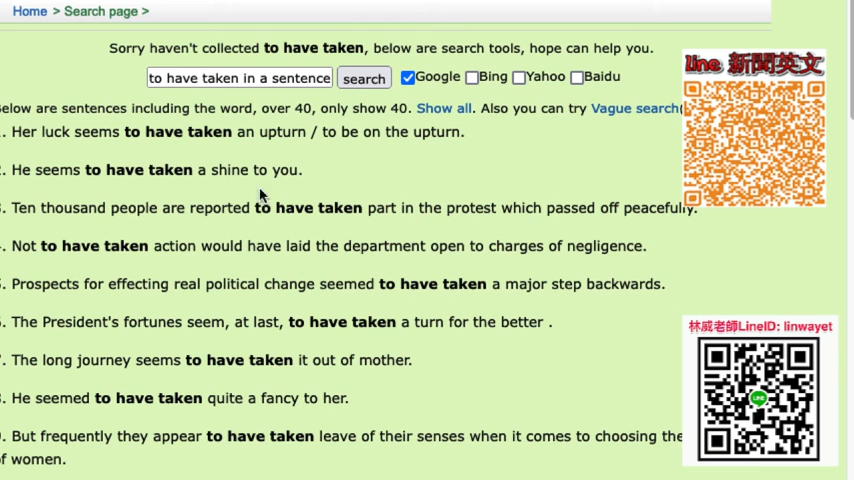 Home > Search page >
Sorry haven't collected to have taken, below are search tools, hope can help you.
to have taken in a sentence search Google Bing Yahoo Baidu
Below are sentences including the word, over 40, only show 40. Show all. Also you can try Vague search(
. Her luck seems to have taken an upturn / to be on the upturn.
. He seems to have taken a shine to you.
. Ten thousand people are reported to have taken part in the protest which passed off peacefully.
. Not to have taken action would have laid the department open to charges of negligence.
. Prospects for effecting real political change seemed to have taken a major step backwards.
. The President's fortunes seem, at last, to have taken a turn for the better .
. The long journey seems to have taken it out of mother.
. He seemed to have taken quite a fancy to her.
. But frequently they appear to have taken leave of their senses when it comes to choosing the
of women.
line 新聞英文
林威老師LineID: linwayet
LINE